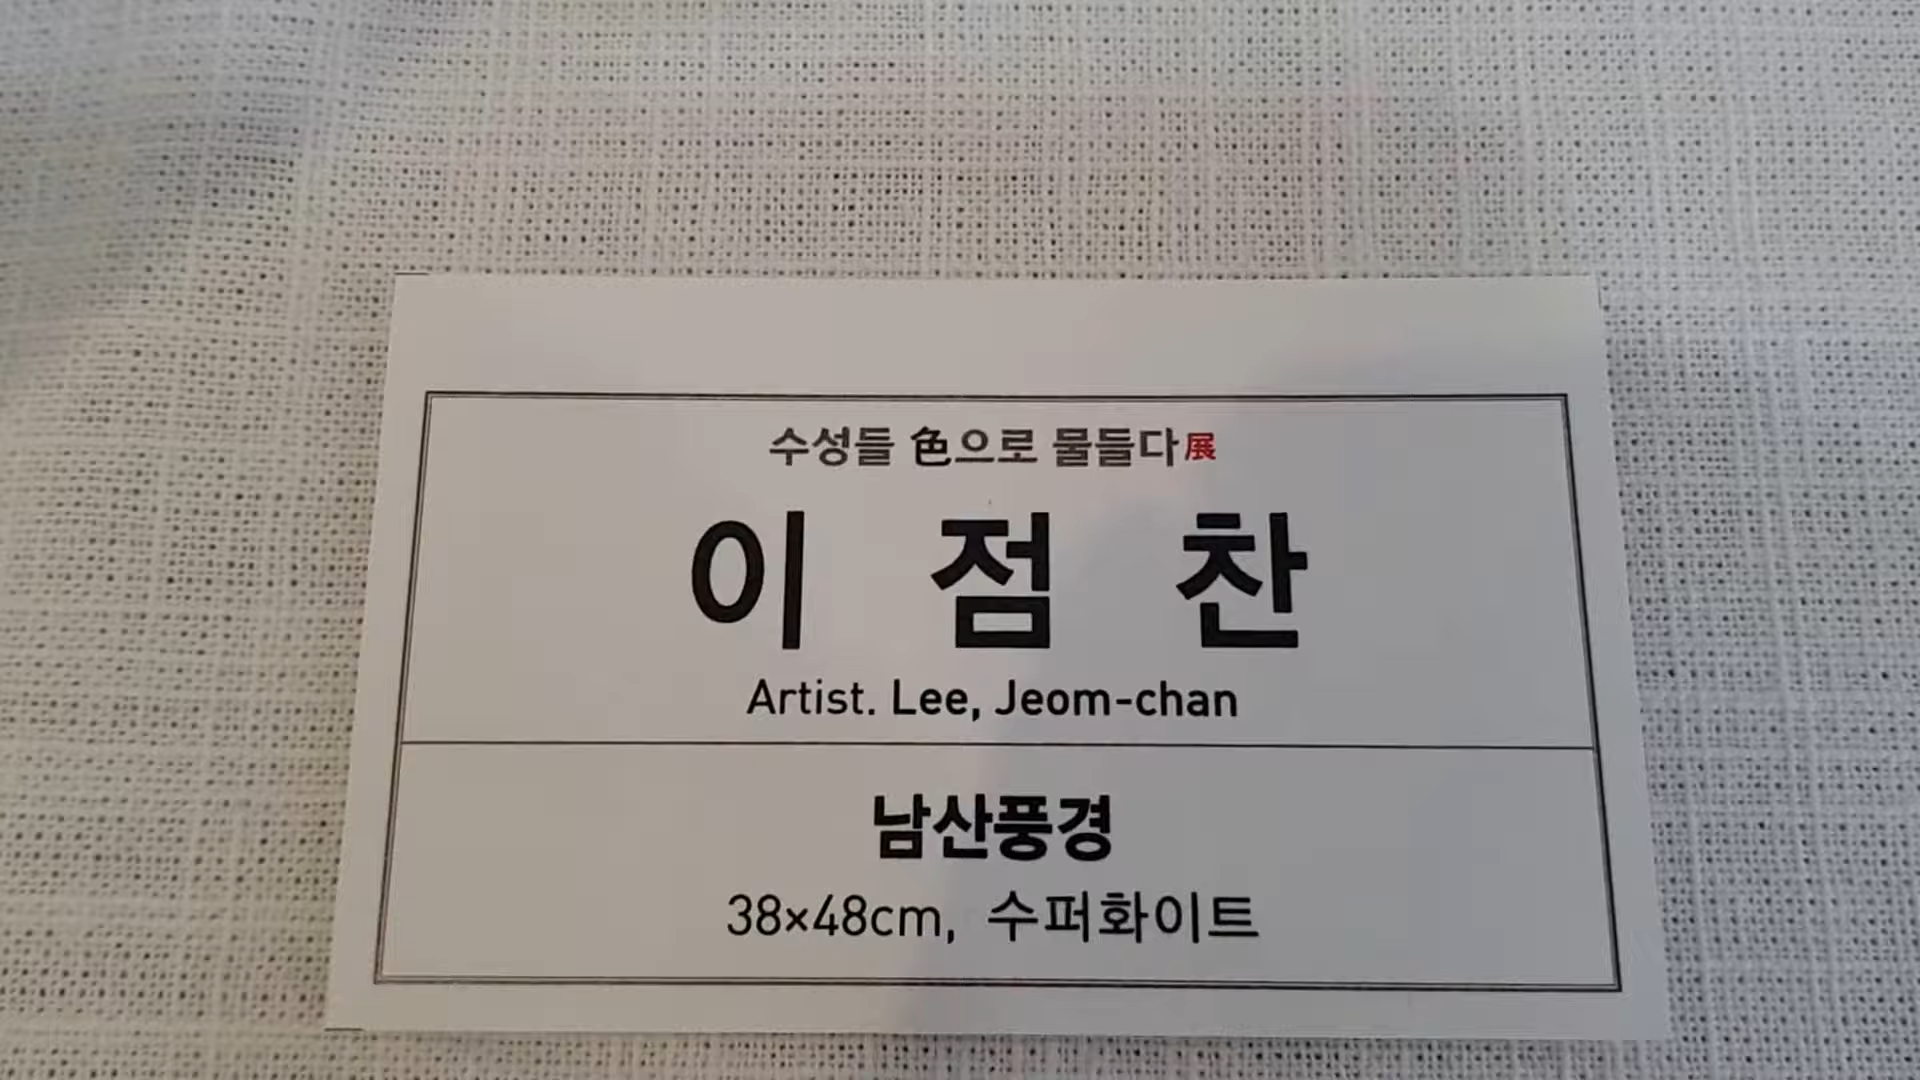 수성들 色으로 물들다展
이 점 찬
Artist. Lee, Jeom-chan
남산풍경
38×48cm, 수퍼화이트